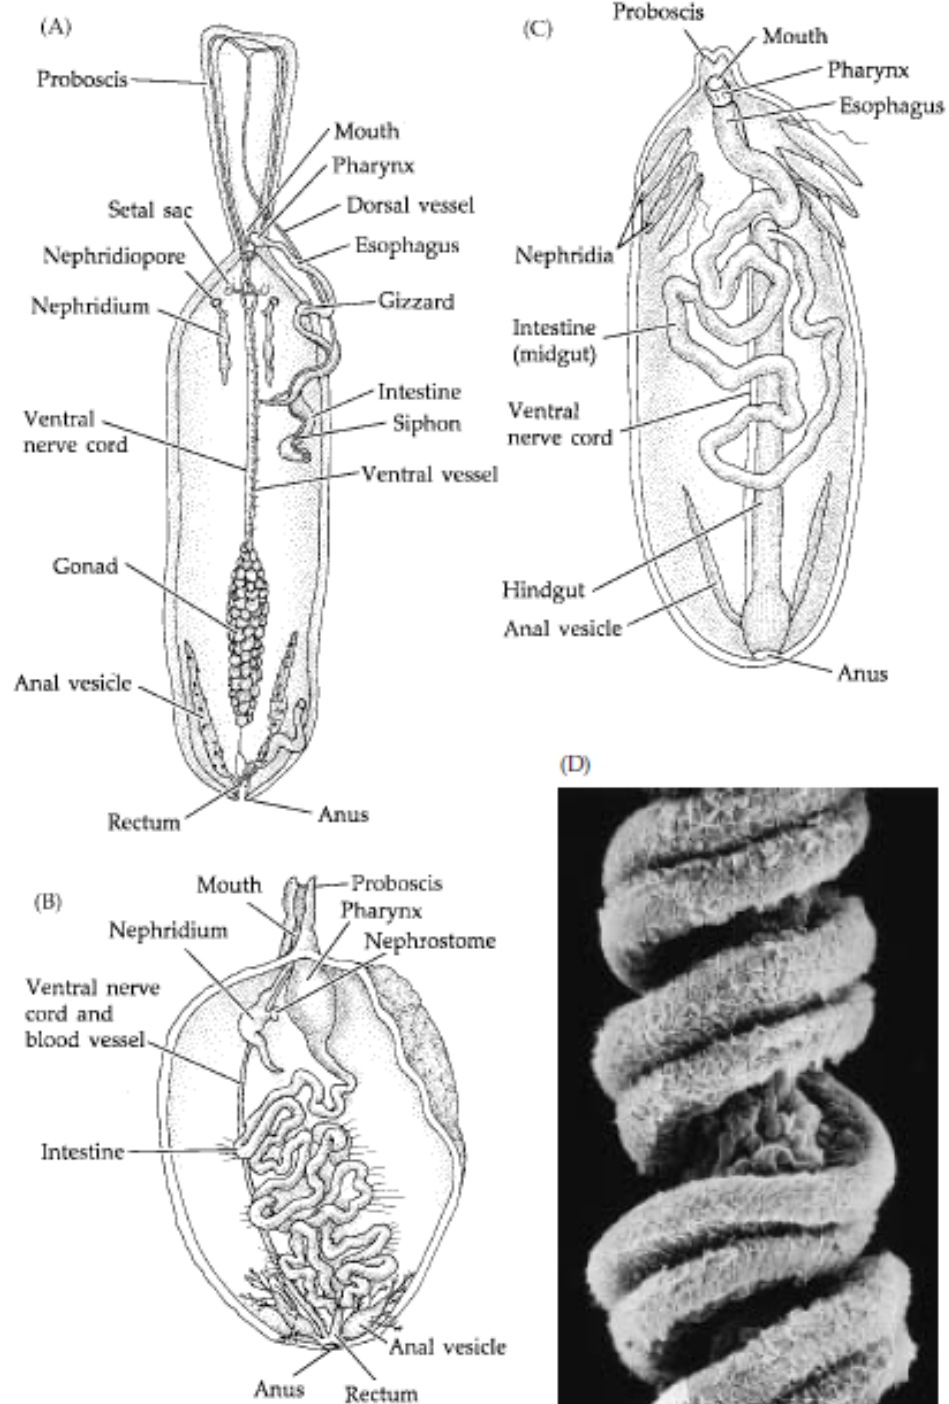 (A)
Proboscis
Mouth
Pharynx
Setal sac
Dorsal vessel
Nephridiopore
Esophagus
Nephridium
Gizzard
Intestine
Siphon
Ventral
nerve cord
Ventral vessel
Gonad
Anal vesicle
Rectum
Anus
(B)
Mouth
Proboscis
Pharynx
Nephridium
Nephrostome
Ventral nerve
cord and
blood vessel
Intestine
Anal vesicle
Anus
Rectum
(C)
Proboscis
Mouth
Pharynx
Esophagus
Nephridia
Intestine
(midgut)
Ventral
nerve cord
Hindgut
Anal vesicle
Anus
(D)